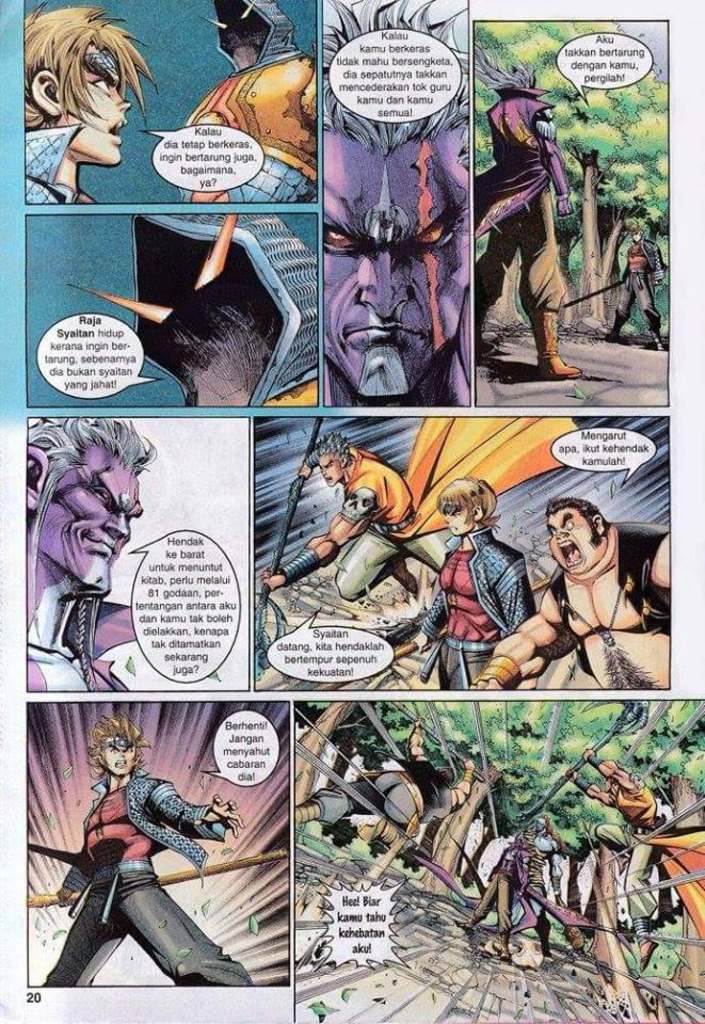 Kalau
dia tetap berkeras,
ingin bertarung juga,
bagaimana,
ya?
Raja
Syaitan hidup
kerana ingin ber-
tarung, sebenarnya
dia bukan syaitan
yang jahat!
Kalau
kamu berkeras
tidak mahu bersengketa,
dia sepatutnya takkan
mencederakan tok guru
kamu dan kamu
semua!
Aku
takkan bertarung
dengan kamu,
pergilah!
Hendak
ke barat
untuk menuntut
kitab, perlu melalui
81 godaan, per-
tentangan antara aku
dan kamu tak boleh
dielakkan, kenapa
tak ditamatkan
sekarang
juga?
Mengarut
apa, ikut kehendak
kamulah!
Syaitan
datang, kita hendaklah
bertempur sepenuh
kekuatan!
Berhenti!
Jangan
menyahut
cabaran
dia!
Hee! Biar
kamu tahu
kehebatan
aku!
20